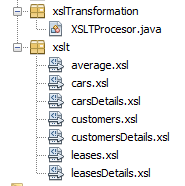 xslTransformation
XSLTProcesor.java
xslt
average.xsl
cars.xsl
carsDetails.xsl
customers.xsl
customersDetails.xsl
leases.xsl
leasesDetails.xsl